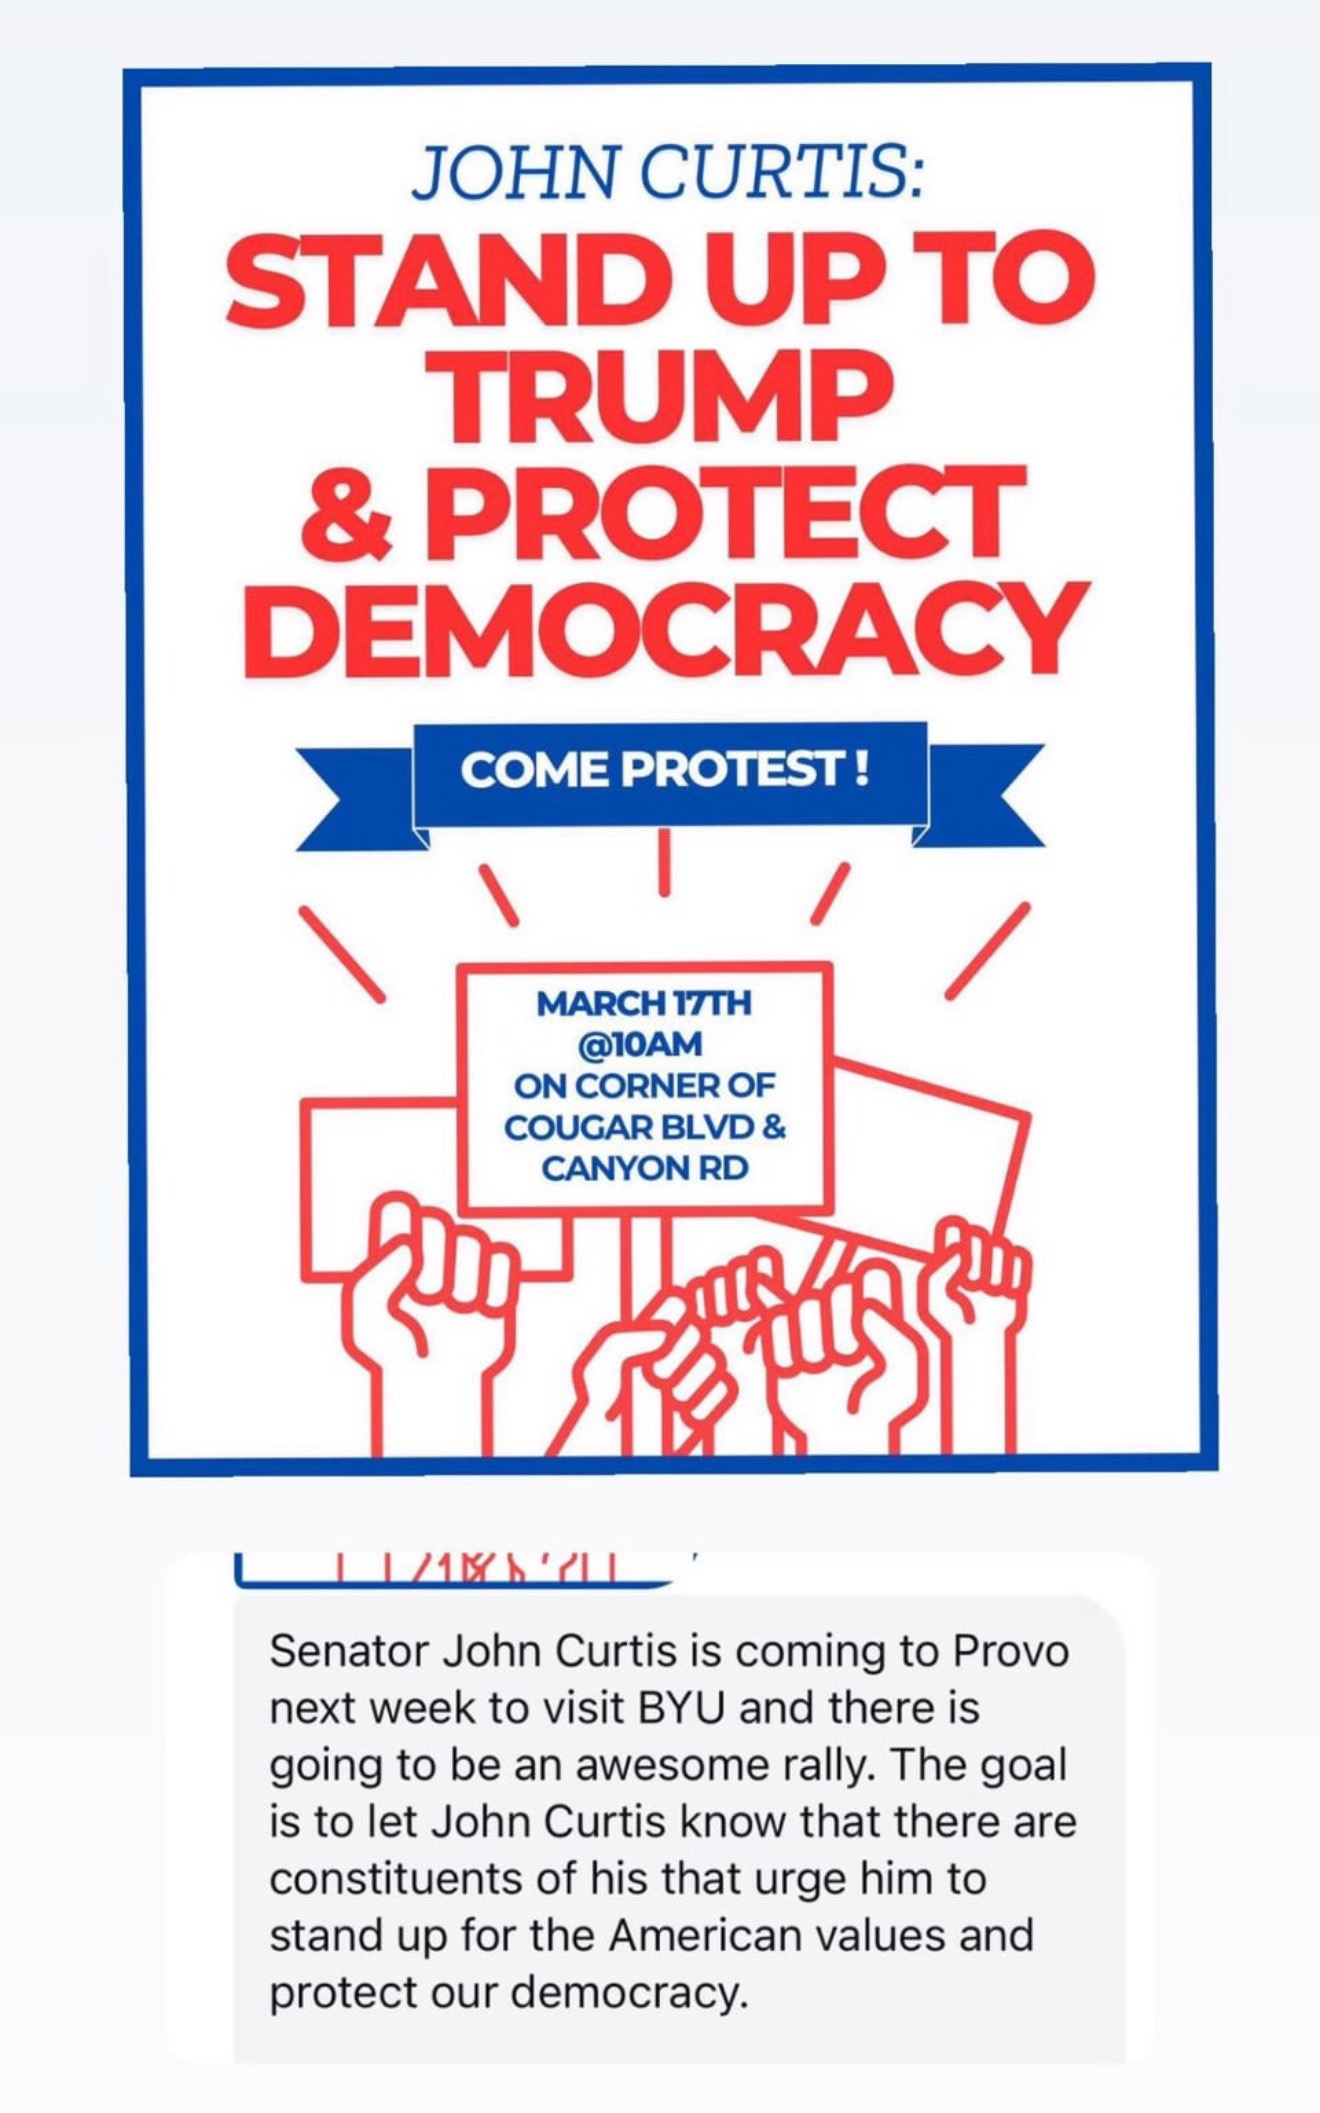 JOHN CURTIS:
STAND UP TO
TRUMP
& PROTECT
DEMOCRACY
COME PROTEST!
MARCH 17TH
@10AM
ON CORNER OF
COUGAR BLVD &
CANYON RD
Senator John Curtis is coming to Provo
next week to visit BYU and there is
going to be an awesome rally. The goal
is to let John Curtis know that there are
constituents of his that urge him to
stand up for the American values and
protect our democracy.